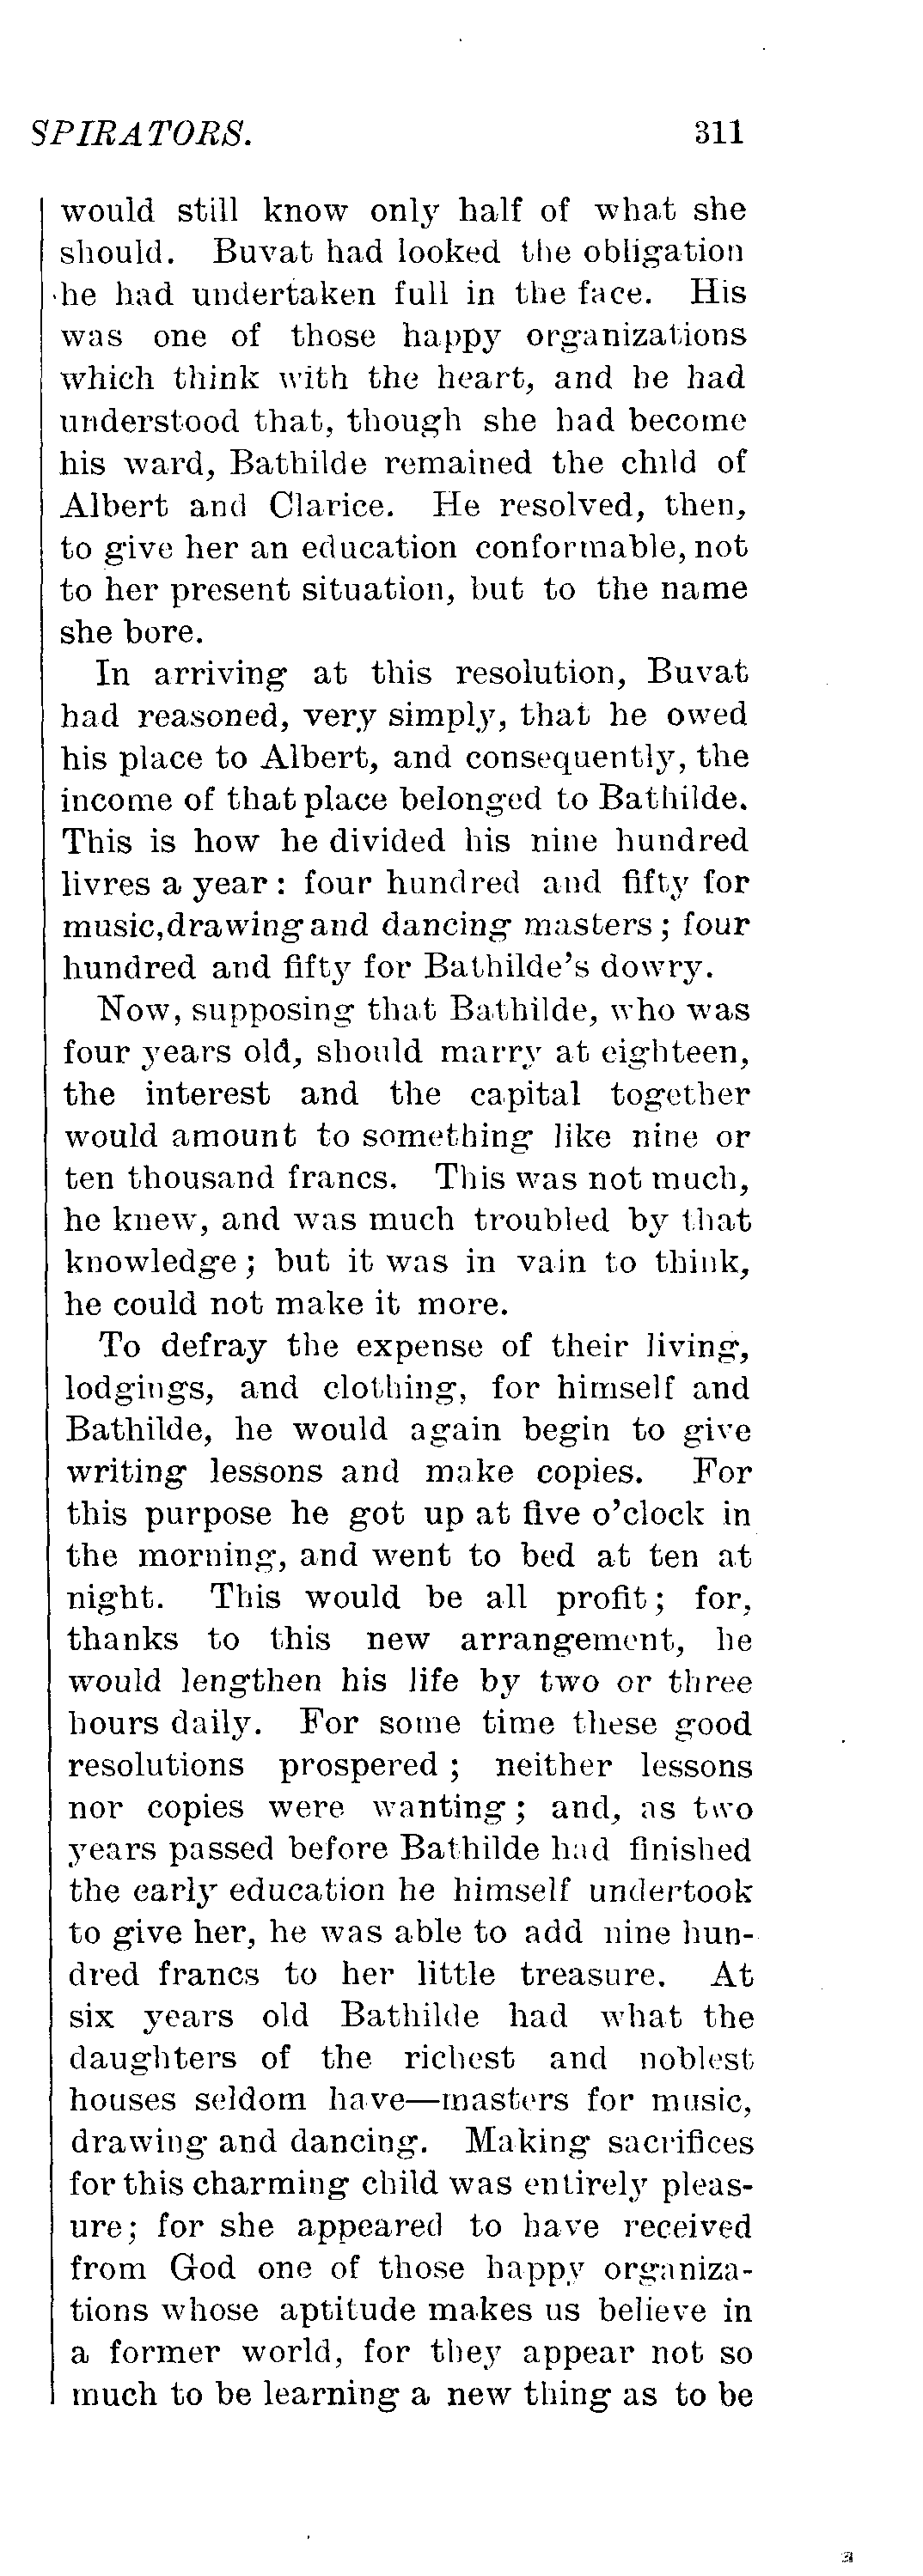 SPIRATORS. 311
would still know only half of what she
should. Buvat had looked the obligation
he had undertaken full in the face. His
was one of those happy organizations
which think with the heart, and he had
understood that, though she had become
his ward, Bathilde remained the child of
Albert and Clarice. He resolved, then,
to give her an education conformable, not
to her present situation, but to the name
she bore.
In arriving at this resolution, Buvat
had reasoned, very simply, that he owed
his place to Albert, and consequently, the
income of that place belonged to Bathilde.
This is how he divided his nine hundred
livres a year : four hundred and fifty for
music, drawing and dancing masters ; four
hundred and fifty for Bathilde's dowry.
Now, supposing that Bathilde, who was
four years old, should marry at eighteen,
the interest and the capital together
would amount to something like nine or
ten thousand francs. This was not much,
he knew, and was much troubled by that
knowledge ; but it was in vain to think,
he could not make it more.
To defray the expense of their living,
lodgings, and clothing, for himself and
Bathilde, he would again begin to give
writing lessons and make copies. For
this purpose he got up at five o'clock in
the morning, and went to bed at ten at
night. This would be all profit ; for,
thanks to this new arrangement, he
would lengthen his life by two or three
hours daily. For some time these good
resolutions prospered ; neither lessons
nor copies were wanting ; and, as two
years passed before Bathilde had finished
the early education he himself undertook
to give her, he was able to add nine hun-
dred francs to her little treasure. At
six years old Bathilde had what the
daughters of the richest and noblest
houses seldom have—masters for music,
drawing and dancing. Making sacrifices
for this charming child was entirely pleas-
ure ; for she appeared to have received
from God one of those happy organiza-
tions whose aptitude makes us believe in
a former world, for they appear not so
much to be learning a new thing as to be